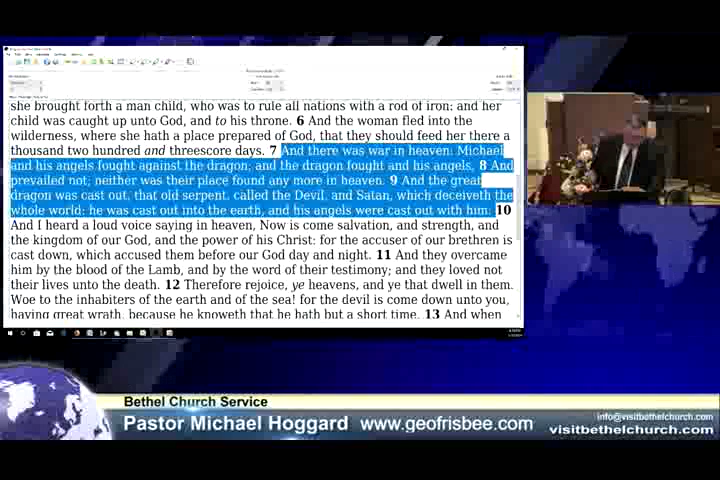 she brought forth a man child, who was to rule all nations with a rod of iron: and her
child was caught up unto God, and to his throne. 6 And the woman fled into the
wilderness, where she hath a place prepared of God, that they should feed her there a
thousand two hundred and threescore days. 7 And there was war in heaven: Michael
and his angels fought against the dragon; and the dragon fought and his angels, 8 And
prevailed not; neither was their place found any more in heaven. 9 And the great
dragon was cast out, that old serpent, called the Devil, and Satan, which deceiveth the
whole world: he was cast out into the earth, and his angels were cast out with him. 10
And I heard a loud voice saying in heaven, Now is come salvation, and strength, and
the kingdom of our God, and the power of his Christ: for the accuser of our brethren is
cast down, which accused them before our God day and night. 11 And they overcame
him by the blood of the Lamb, and by the word of their testimony; and they loved not
their lives unto the death. 12 Therefore rejoice, ye heavens, and ye that dwell in them.
Woe to the inhabiters of the earth and of the sea! for the devil is come down unto you,
having great wrath, because he knoweth that he hath but a short time. 13 And when
Bethel Church Service
Pastor Michael Hoggard www.geofrisbee.com
info@visitbethelchurch.com
visitbethelchurch.com